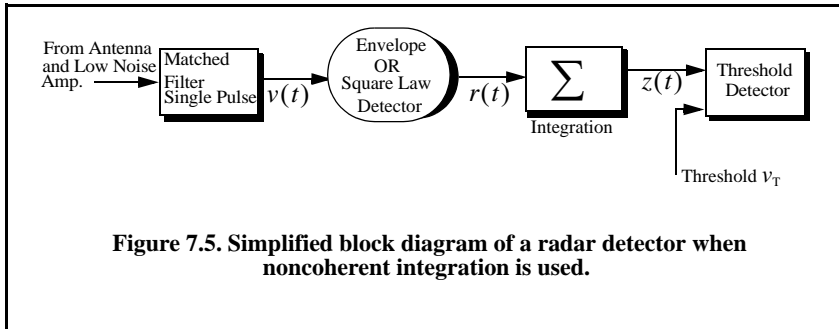 From Antenna
and Low Noise
Amp.
Matched
Filter
Single Pulse
v(t)
Envelope
OR
Square Law
Detector
r(t)
∑
Integration
z(t)
Threshold
Detector
Threshold v_T
Figure 7.5. Simplified block diagram of a radar detector when
noncoherent integration is used.